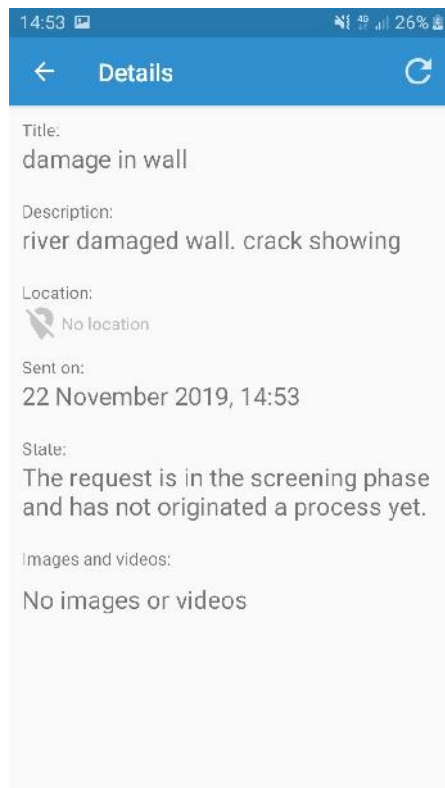 14:53 26%
Details
Title:
damage in wall
Description:
river damaged wall. crack showing
Location:
No location
Sent on:
22 November 2019, 14:53
State:
The request is in the screening phase
and has not originated a process yet.
Images and videos:
No images or videos